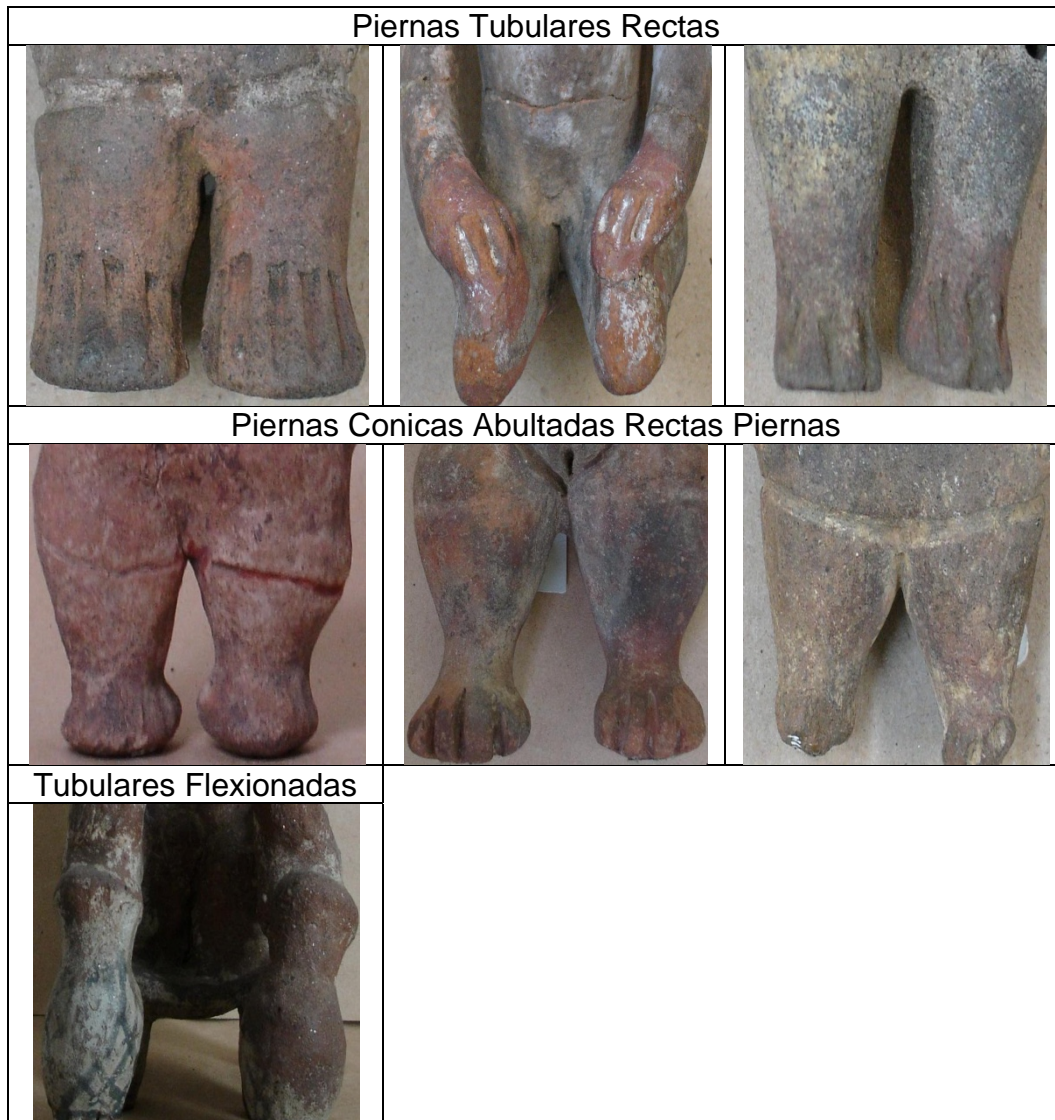 Piernas Tubulares Rectas
Piernas Conicas Abultadas Rectas Piernas
Tubulares Flexionadas